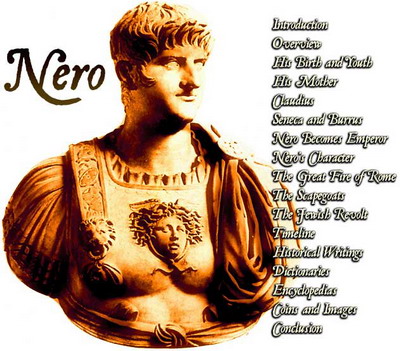 Nero
Introduction
Overview
His Birth and Youth
His Mother
Claudius
Seneca and Burrus
Nero Becomes Emperor
Nero's Character
The Great Fire of Rome
The Scapegoats
The Jewish Revolt
Timeline
Historical Writings
Dictionaries
Encyclopedias
Coins and Images
Conclusion